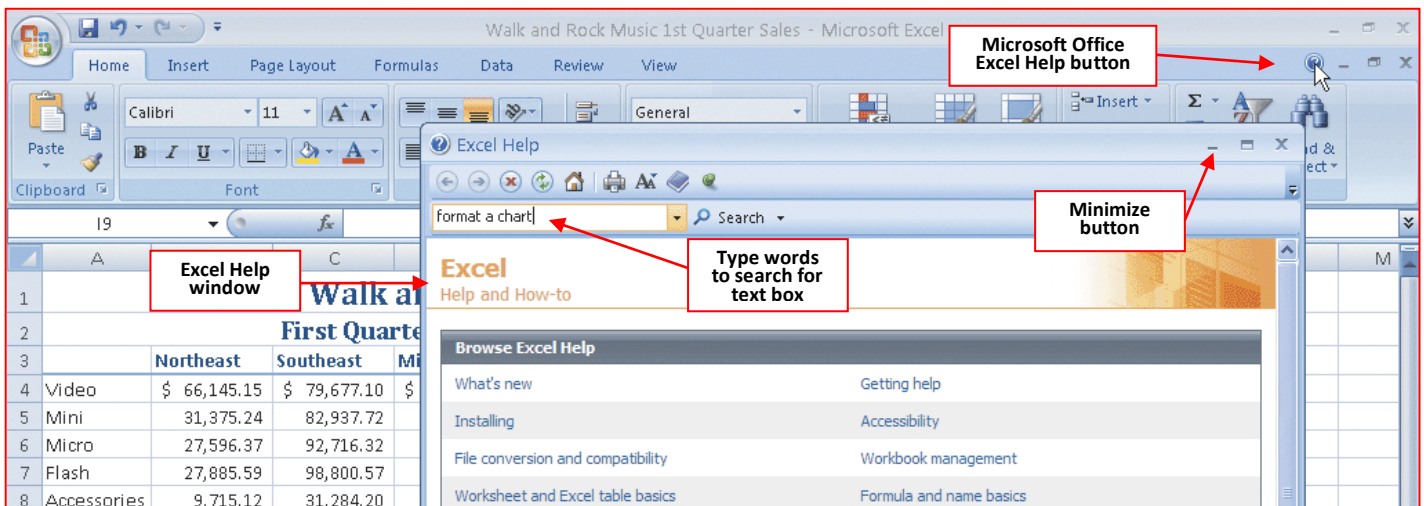 Walk and Rock Music 1st Quarter Sales - Microsoft Excel
Microsoft Office
Excel Help button
Home Insert Page Layout Formulas Data Review View
Calibri 11 A A General Insert Σ
Paste
B I U A
Clipboard Font
Excel Help
I9 fx
format a chart Search
Minimize
button
Type words
to search for
text box
Excel Help
window
A C M
Excel
Help and How-to
1 Walk a
2 First Quarte
Browse Excel Help
3 Northeast Southeast Mi
What's new Getting help
4 Video $ 66,145.15 $ 79,677.10 $
Installing Accessibility
5 Mini 31,375.24 82,937.72
File conversion and compatibility Workbook management
6 Micro 27,596.37 92,716.32
7 Flash 27,885.59 98,800.57
Worksheet and Excel table basics Formula and name basics
8 Accessories 9,715.12 31,284.20